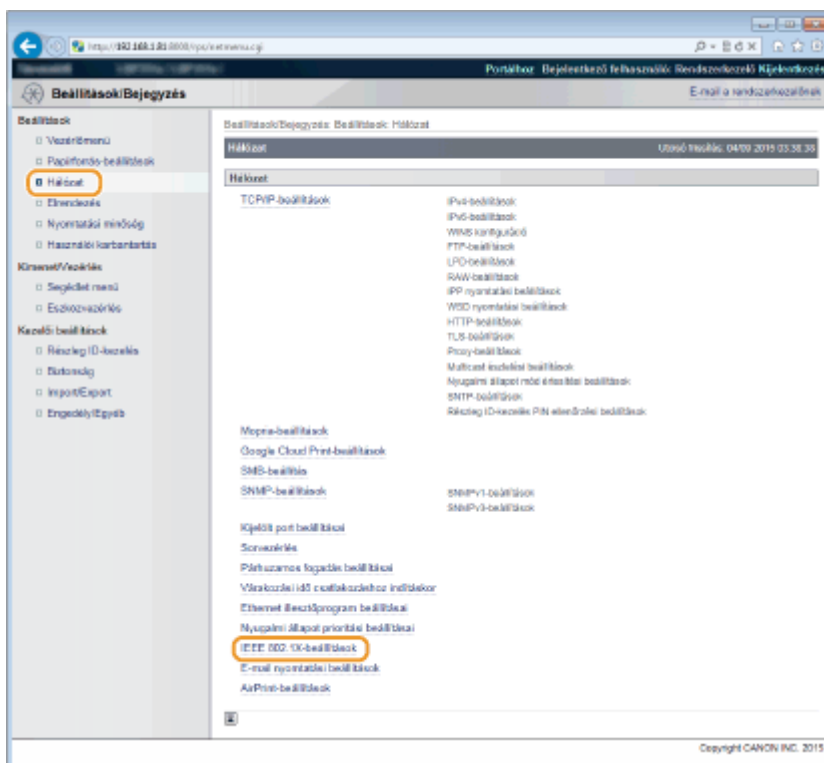 http://192.168.1.81:8000/rps/netmenu.cgi
Portálhoz Bejelentkező felhasználó: Rendszerkezelő Kijelentkezés
Beállítások/Bejegyzés
E-mail a rendszerkezelőnek
Beállítások
Vezérlőmenü
Papírforrás-beállítások
Hálózat
Elrendezés
Nyomtatási minőség
Használói karbantartás
Kimenet/Vezérlés
Segédlet menü
Eszközvezérlés
Kezelői beállítások
Részleg ID-kezelés
Biztonság
Import/Export
Engedély/Egyéb
Beállítások/Bejegyzés: Beállítások: Hálózat
Hálózat
Utolsó frissítés: 04/09 2015 03:38:38
Hálózat
TCP/IP-beállítások
IPv4-beállítások
IPv6-beállítások
WINS konfiguráció
FTP-beállítások
LPD-beállítások
RAW-beállítások
IPP nyomtatási beállítások
WSD nyomtatási beállítások
HTTP-beállítások
TLS-beállítások
Proxy-beállítások
Multicast észlelési beállítások
Nyugalmi állapot mód értesítési beállítások
SNTP-beállítások
Részleg ID-kezelés PIN ellenőrzési beállítások
Mopria-beállítások
Google Cloud Print-beállítások
SMB-beállítás
SNMP-beállítások
SNMPv1-beállítások
SNMPv3-beállítások
Kijelölt port beállításai
Sorvezérlés
Párhuzamos fogadás beállításai
Várakozási idő csatlakozáshoz indításkor
Ethernet illesztőprogram beállításai
Nyugalmi állapot prioritási beállításai
IEEE 802.1X-beállítások
E-mail nyomtatási beállítások
AirPrint-beállítások
Copyright CANON INC. 2015